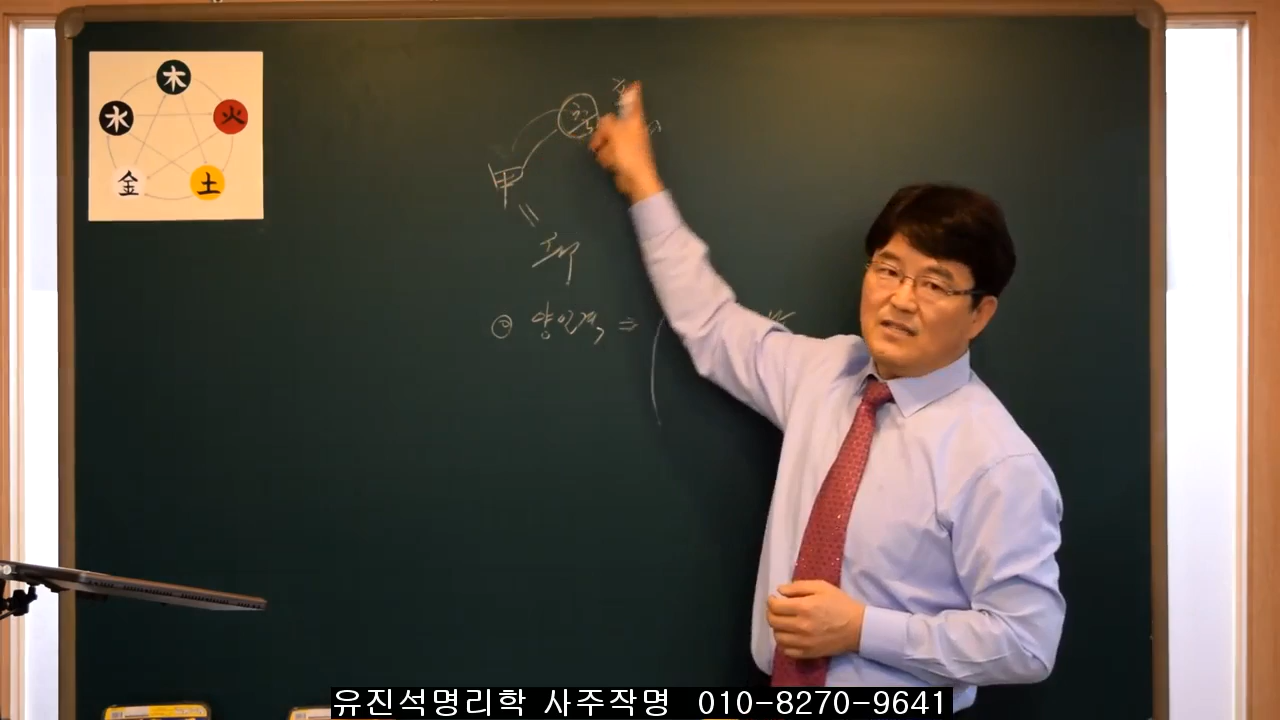 木
水 火
金 土
甲
양인격 ⇒
유진석명리학 사주작명 010-8270-9641